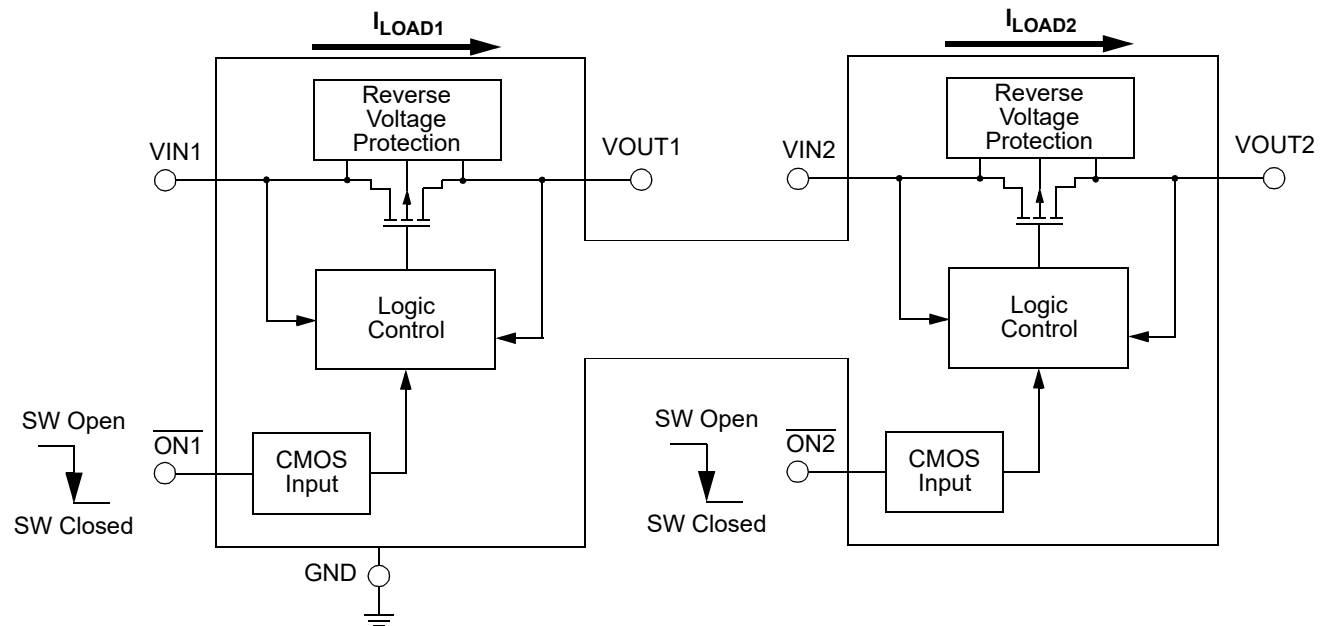 ILOAD1
Reverse
Voltage
Protection
VIN1
VOUT1
Logic
Control
SW Open
ON1
SW Closed
CMOS
Input
GND
ILOAD2
Reverse
Voltage
Protection
VIN2
VOUT2
Logic
Control
SW Open
ON2
SW Closed
CMOS
Input